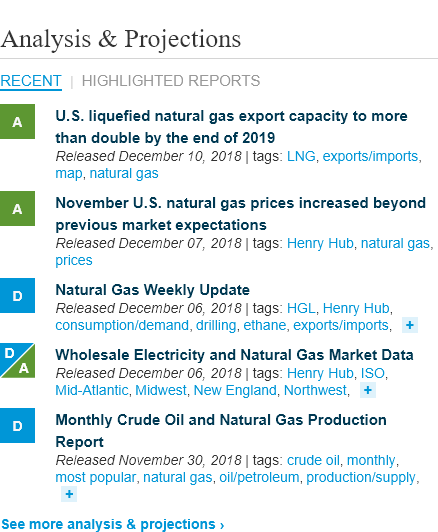 Analysis & Projections
RECENT | HIGHLIGHTED REPORTS
A
U.S. liquefied natural gas export capacity to more
than double by the end of 2019
Released December 10, 2018 | tags: LNG, exports/imports,
map, natural gas
A
November U.S. natural gas prices increased beyond
previous market expectations
Released December 07, 2018 | tags: Henry Hub, natural gas,
prices
D
Natural Gas Weekly Update
Released December 06, 2018 | tags: HGL, Henry Hub,
consumption/demand, drilling, ethane, exports/imports, +
D A
Wholesale Electricity and Natural Gas Market Data
Released December 06, 2018 | tags: Henry Hub, ISO,
Mid-Atlantic, Midwest, New England, Northwest, +
D
Monthly Crude Oil and Natural Gas Production
Report
Released November 30, 2018 | tags: crude oil, monthly,
most popular, natural gas, oil/petroleum, production/supply,
+
See more analysis & projections ›